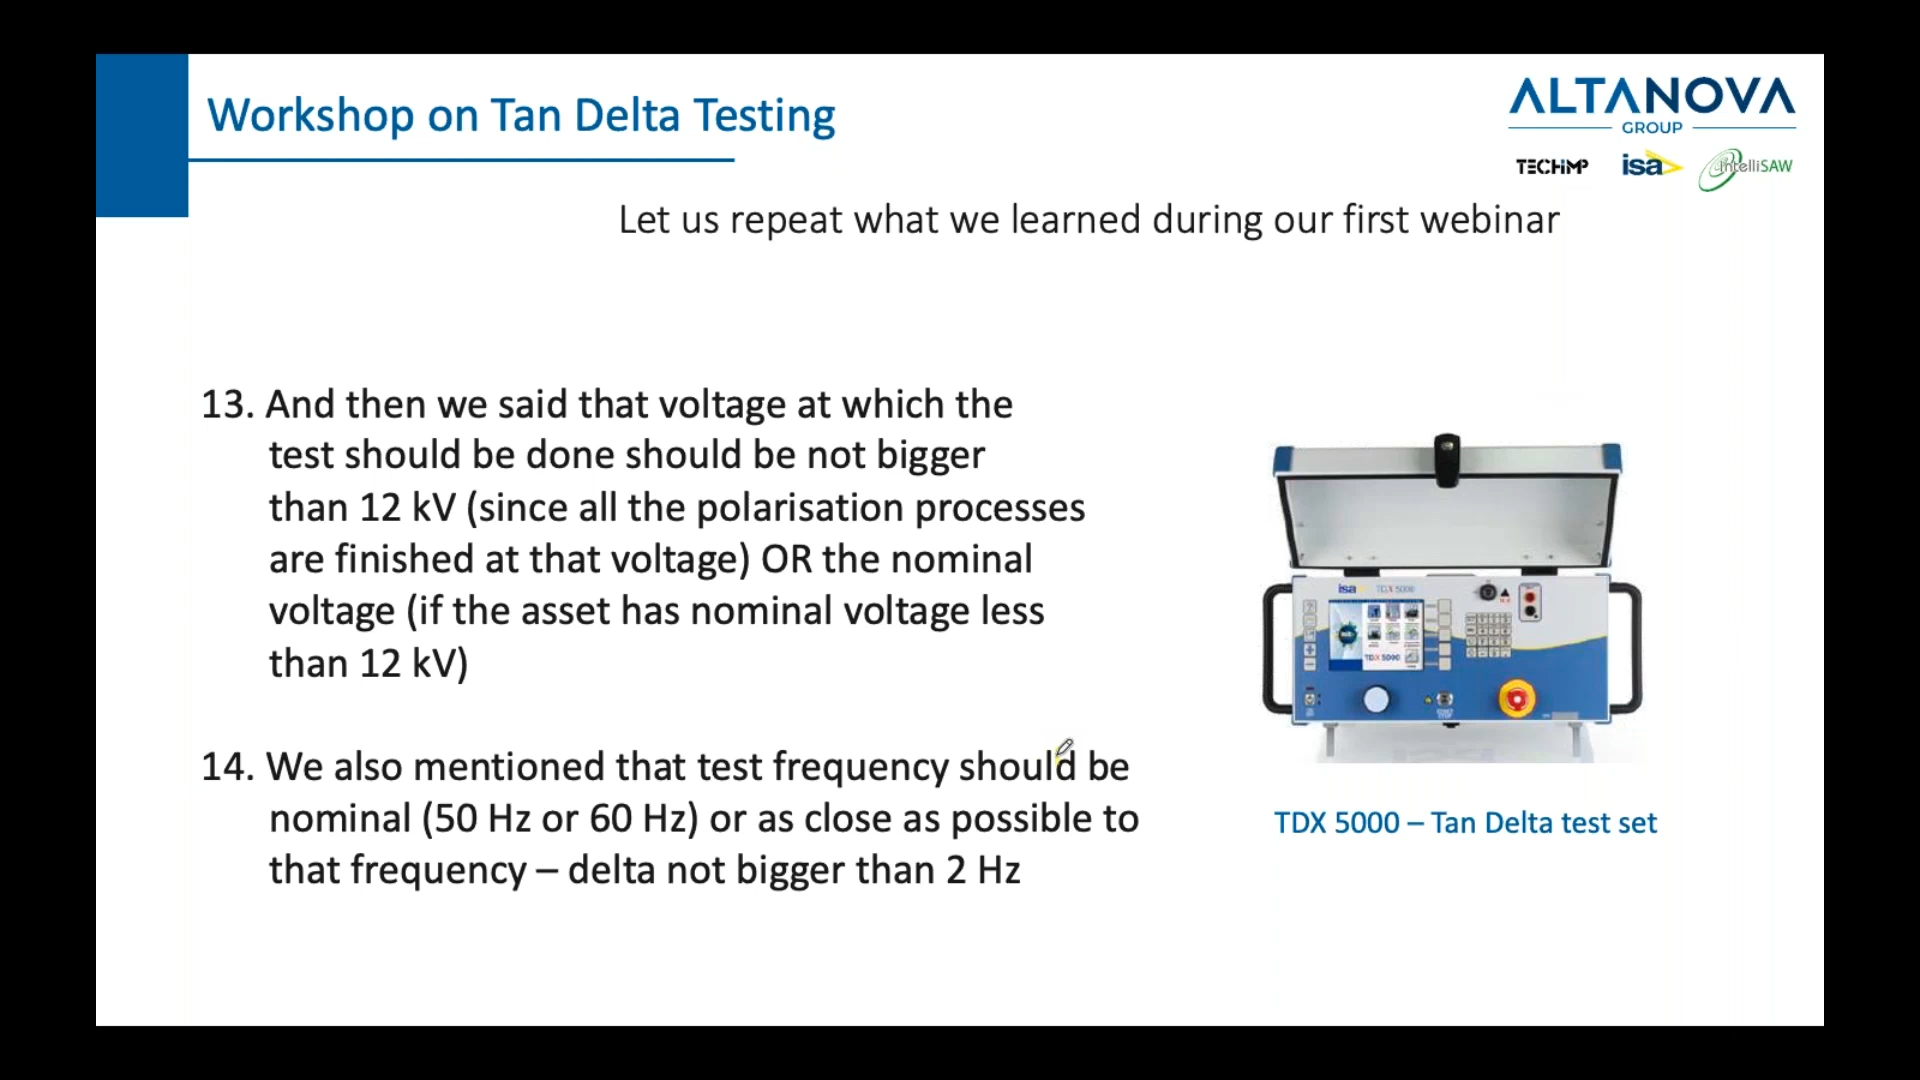 Workshop on Tan Delta Testing
ALTANOVA
GROUP
TECHIMP
isa
intelliSAW
Let us repeat what we learned during our first webinar
13. And then we said that voltage at which the
test should be done should be not bigger
than 12 kV (since all the polarisation processes
are finished at that voltage) OR the nominal
voltage (if the asset has nominal voltage less
than 12 kV)
14. We also mentioned that test frequency should be
nominal (50 Hz or 60 Hz) or as close as possible to
that frequency – delta not bigger than 2 Hz
isa
TDX 5000
TDX 5000
TDX 5000 – Tan Delta test set